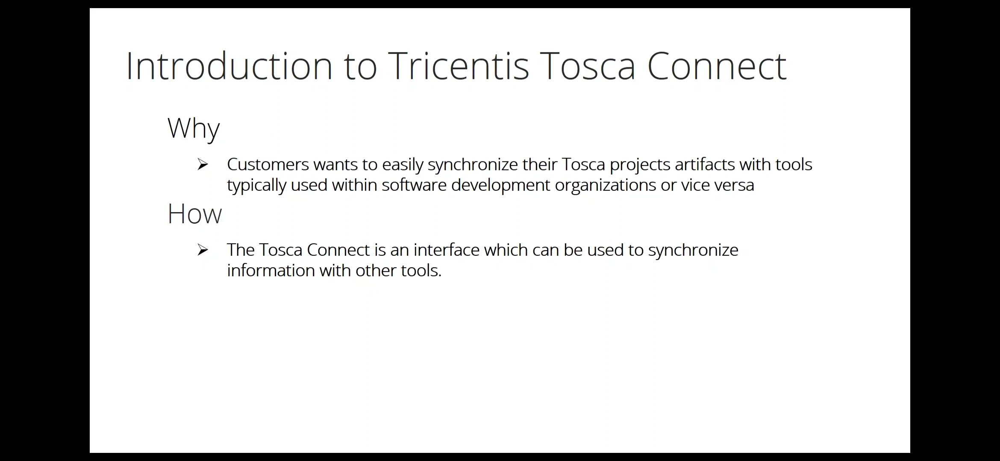 Introduction to Tricentis Tosca Connect
Why
➢ Customers wants to easily synchronize their Tosca projects artifacts with tools
typically used within software development organizations or vice versa
How
➢ The Tosca Connect is an interface which can be used to synchronize
information with other tools.